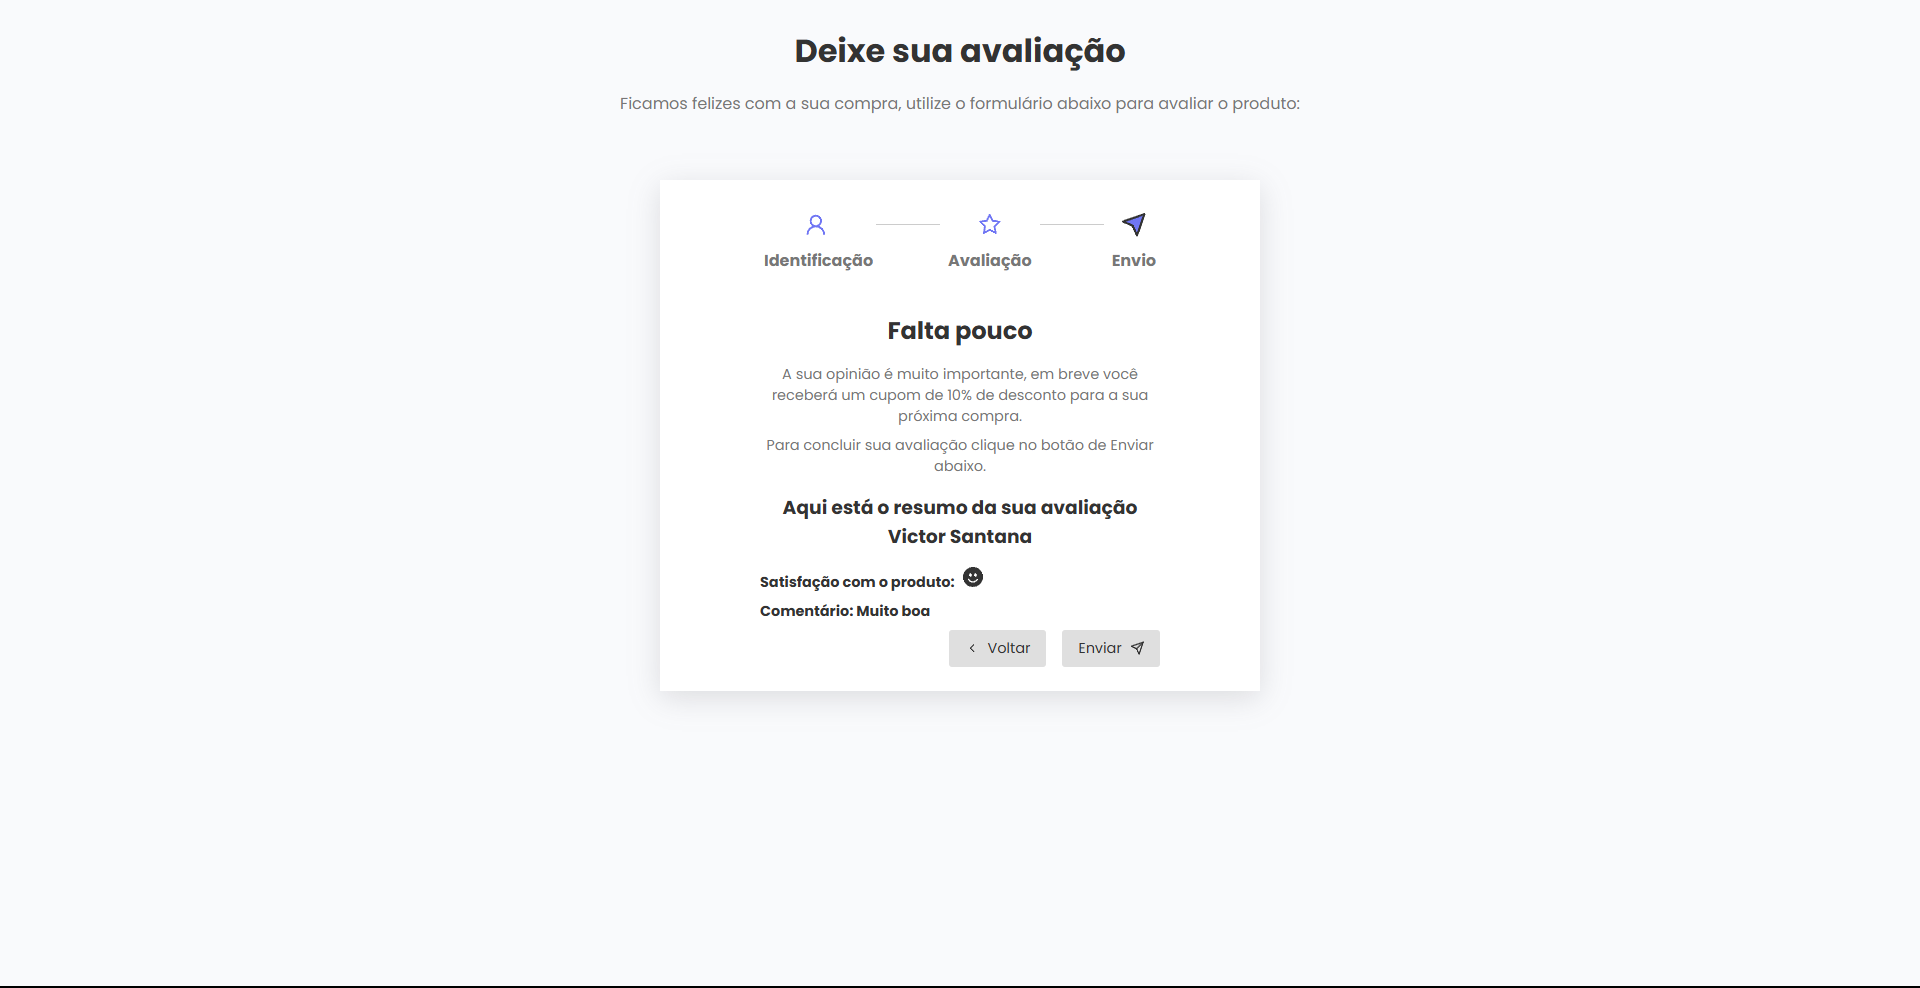 Deixe sua avaliação
Ficamos felizes com a sua compra, utilize o formulário abaixo para avaliar o produto:
Identificação
Avaliação
Envio
Falta pouco
A sua opinião é muito importante, em breve você
receberá um cupom de 10% de desconto para a sua
próxima compra.
Para concluir sua avaliação clique no botão de Enviar
abaixo.
Aqui está o resumo da sua avaliação
Victor Santana
Satisfação com o produto:
Comentário: Muito boa
Voltar
Enviar